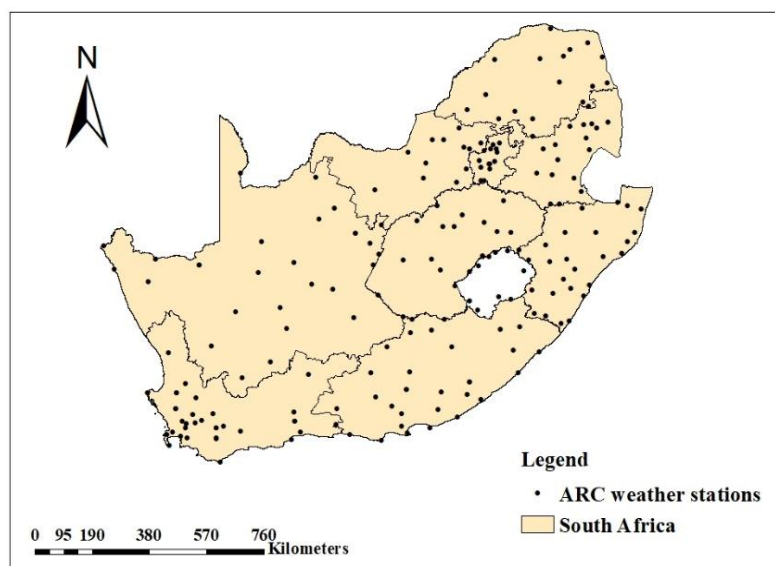 N
Legend
ARC weather stations
South Africa
0 95 190 380 570 760
Kilometers